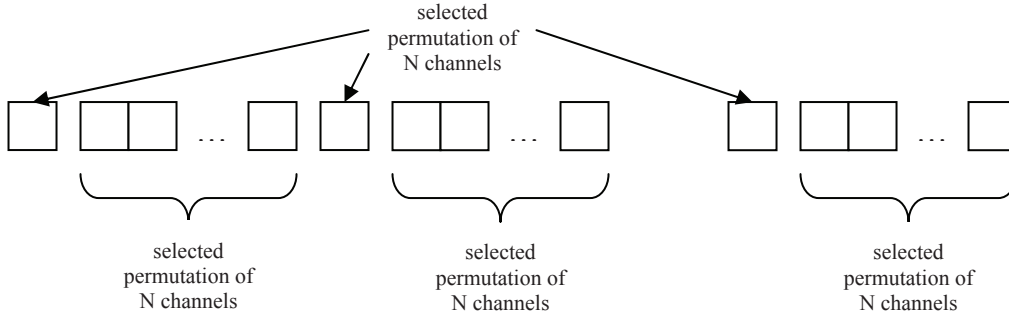 selected
permutation of
N channels
...
...
...
selected
permutation of
N channels
selected
permutation of
N channels
selected
permutation of
N channels